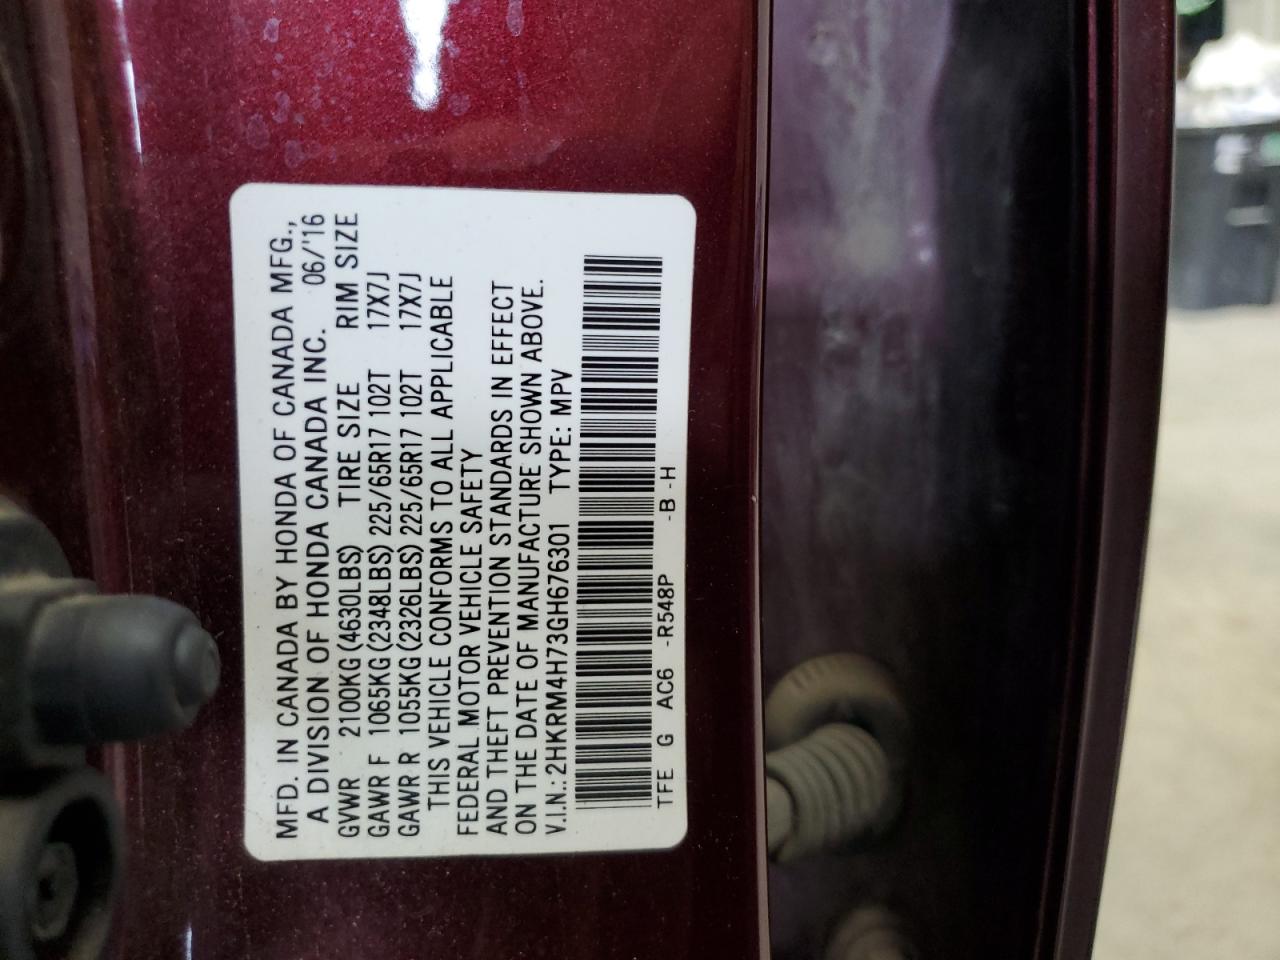 MFD. IN CANADA BY HONDA OF CANADA MFG.,
A DIVISION OF HONDA CANADA INC. 06/'16
GVWR 2100KG(4630LBS) TIRE SIZE RIM SIZE
GAWR F 1065KG(2348LBS) 225/65R17 102T 17X7J
GAWR R 1055KG(2326LBS) 225/65R17 102T 17X7J
THIS VEHICLE CONFORMS TO ALL APPLICABLE
FEDERAL MOTOR VEHICLE SAFETY
AND THEFT PREVENTION STANDARDS IN EFFECT
ON THE DATE OF MANUFACTURE SHOWN ABOVE.
V.I.N.: 2HKRM4H73GH676301 TYPE: MPV
TFE G AC6 -R548P -B -H